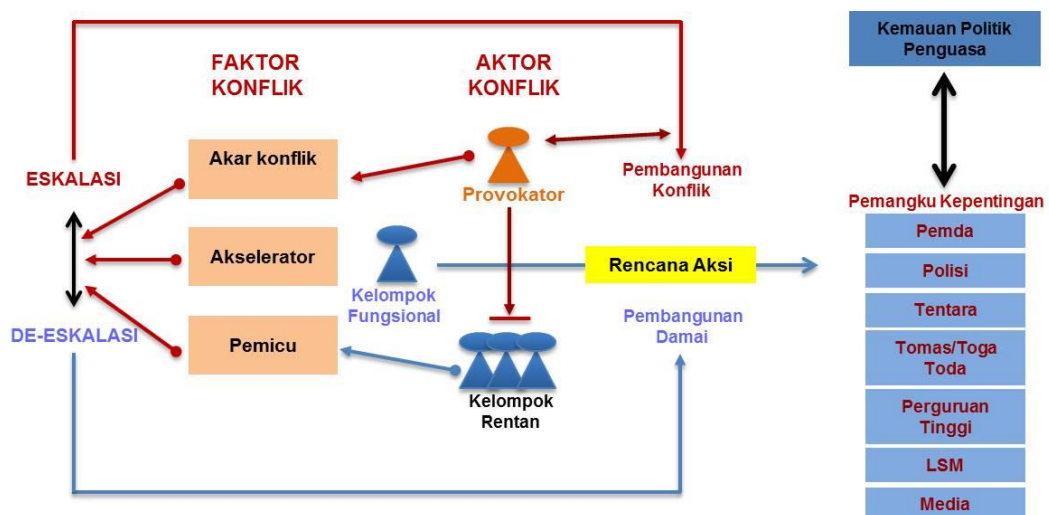 FAKTOR
KONFLIK
AKTOR
KONFLIK
Kemauan Politik
Penguasa
Akar konflik
ESKALASI
Provokator
Pembangunan
Konflik
Pemangku Kepentingan
Pemda
Akselerator
Rencana Aksi
Polisi
Kelompok
Fungsional
Tentara
DE-ESKALASI
Pemicu
Pembangunan
Damai
Tomas/Toga
Toda
Kelompok
Rentan
Perguruan
Tinggi
LSM
Media